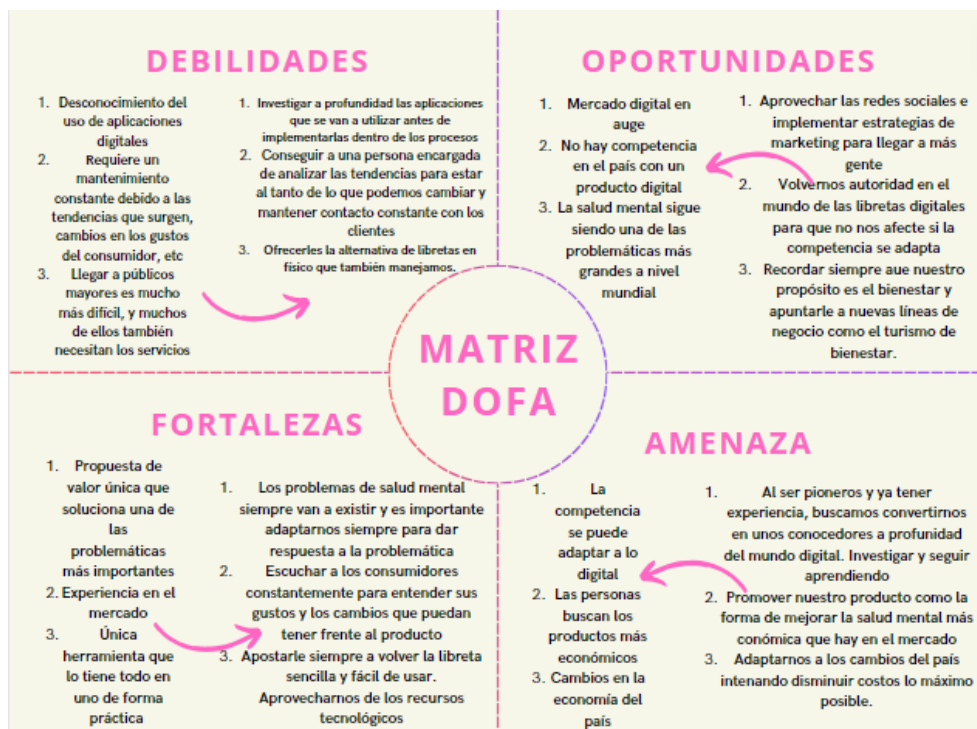 DEBILIDADES
1. Desconocimiento del
uso de aplicaciones
digitales
2. Requiere un
mantenimiento
constante debido a las
tendencias que surgen,
cambios en los gustos
del consumidor, etc
3. Llegar a públicos
mayores es mucho
más difícil, y muchos
de ellos también
necesitan los servicios
1. Investigar a profundidad las aplicaciones
que se van a utilizar antes de
implementarlas dentro de los procesos
2. Conseguir a una persona encargada
de analizar las tendencias para estar
al tanto de lo que podemos cambiar y
mantener contacto constante con los
clientes
3. Ofrecerles la alternativa de libretas en
físico que también manejamos.
OPORTUNIDADES
1. Mercado digital en
auge
2. No hay competencia
en el país con un
producto digital
3. La salud mental sigue
siendo una de las
problemáticas más
grandes a nivel
mundial
1. Aprovechar las redes sociales e
implementar estrategias de
marketing para llegar a más
gente
2. Volvernos autoridad en el
mundo de las libretas digitales
para que no nos afecte si la
competencia se adapta
3. Recordar siempre aue nuestro
propósito es el bienestar y
apuntarle a nuevas líneas de
negocio como el turismo de
bienestar.
MATRIZ
DOFA
FORTALEZAS
1. Propuesta de
valor única que
soluciona una de
las
problemáticas
más importantes
2. Experiencia en el
mercado
3. Única
herramienta que
lo tiene todo en
uno de forma
práctica
1. Los problemas de salud mental
siempre van a existir y es importante
adaptarnos siempre para dar
respuesta a la problemática
2. Escuchar a los consumidores
constantemente para entender sus
gustos y los cambios que puedan
tener frente al producto
3. Apostarle siempre a volver la libreta
sencilla y fácil de usar.
Aprovecharnos de los recursos
tecnológicos
AMENAZA
1. La
competencia
se puede
adaptar a lo
digital
2. Las personas
buscan los
productos más
económicos
3. Cambios en la
economía del
país
1. Al ser pioneros y ya tener
experiencia, buscamos convertirnos
en unos conocedores a profunidad
del mundo digital. Investigar y seguir
aprendiendo
2. Promover nuestro producto como la
forma de mejorar la salud mental más
conómica que hay en el mercado
3. Adaptarnos a los cambios del país
intenando disminuir costos lo máximo
posible.